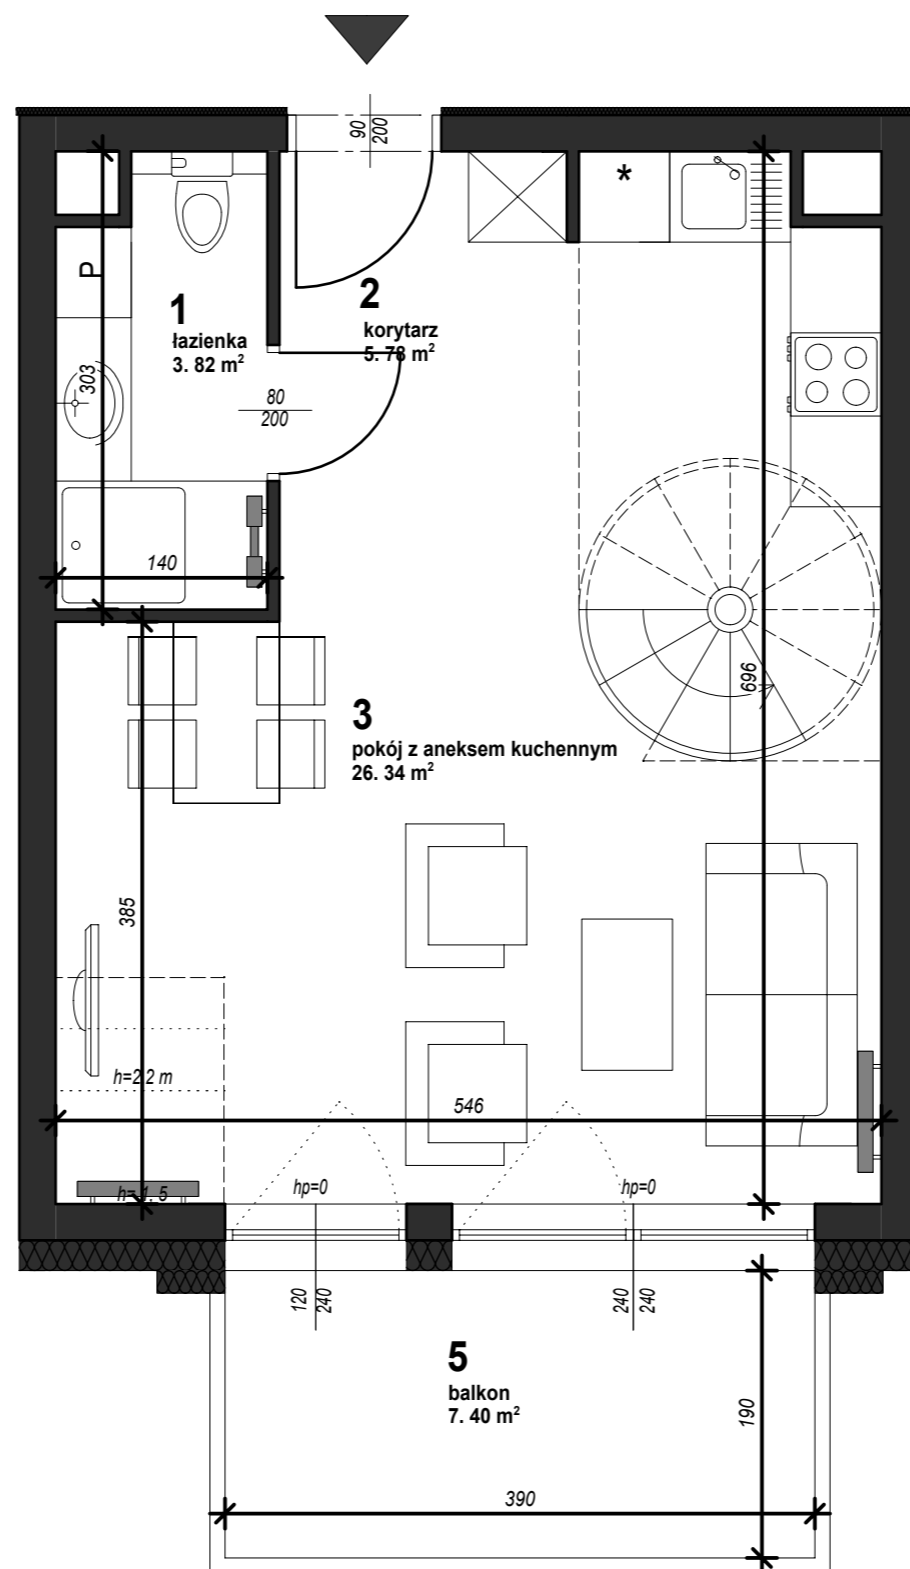 90
200
*
P
1
łazienka
3. 82 m²
2
korytarz
5. 78 m²
303
80
200
140
3
pokój z aneksem kuchennym
26. 34 m²
696
385
h=2,2 m
546
h= 1, 5
hp=0
hp=0
120
240
240
240
5
balkon
7. 40 m²
190
390